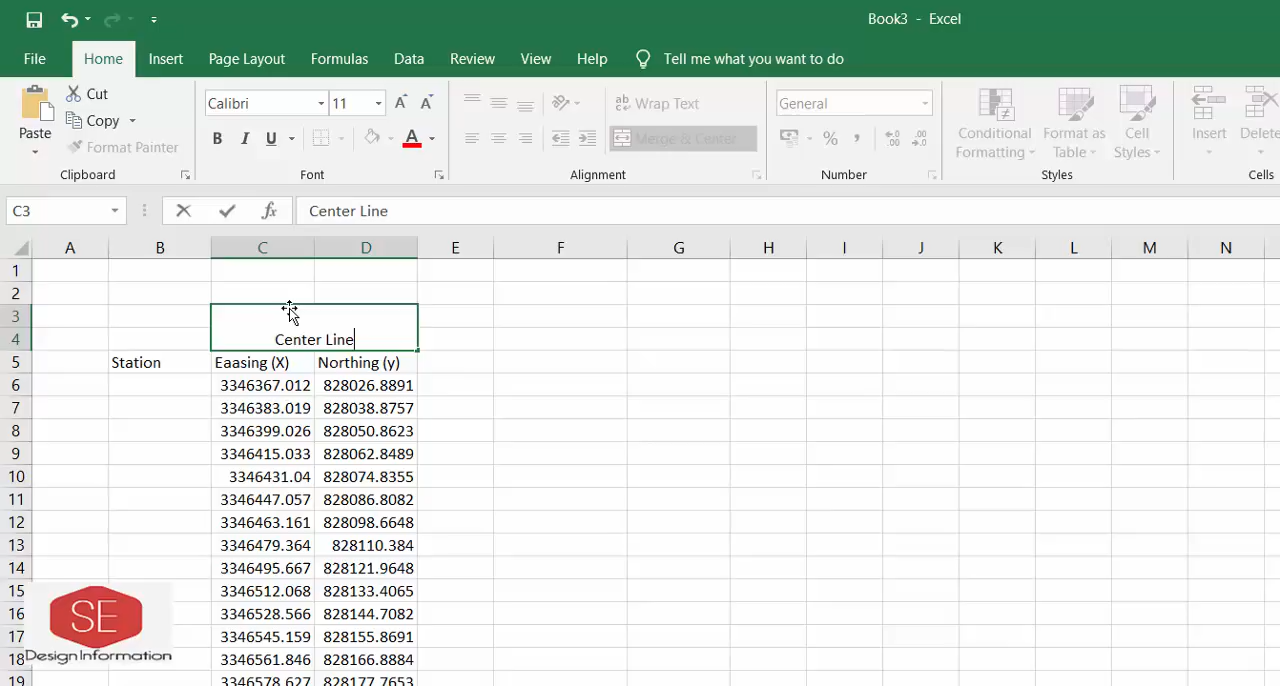 Book3 - Excel
File Home Insert Page Layout Formulas Data View Review Help Tell me what you want to do
Cut
Copy
Format Painter
Paste
Clipboard
Calibri 11
B I U A
Font
Wrap Text
Merge & Center
Alignment
General
%
Number
Conditional Formatting
Format as Table
Cell Styles
Styles
Insert
Delete
Cells
C3 fx Center Line
A B C D E F G H I J K L M N
1
2
3
4 Center Line
5 Station Eaasing (X) Northing (y)
6 3346367.012 828026.8891
7 3346383.019 828038.8757
8 3346399.026 828050.8623
9 3346415.033 828062.8489
10 3346431.04 828074.8355
11 3346447.057 828086.8082
12 3346463.161 828098.6648
13 3346479.364 828110.384
14 3346495.667 828121.9648
15 3346512.068 828133.4065
16 3346528.566 828144.7082
17 3346545.159 828155.8691
18 3346561.846 828166.8884
19 3346578.627 828177.7653
SE
Design Information